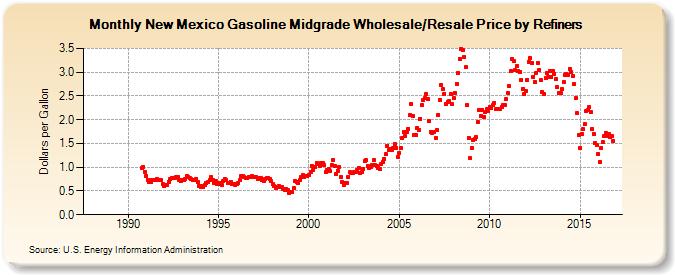 Monthly New Mexico Gasoline Midgrade Wholesale/Resale Price by Refiners
Dollars per Gallon
3.5
3.0
2.5
2.0
1.5
1.0
0.5
0.0
1990 1995 2000 2005 2010 2015
Source: U.S. Energy Information Administration